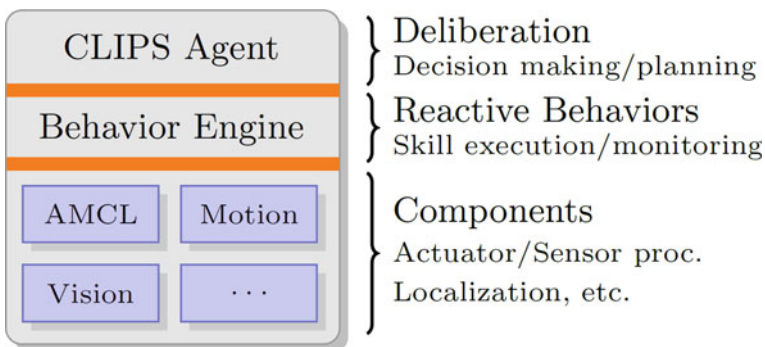 CLIPS Agent
Deliberation
Decision making/planning
Behavior Engine
Reactive Behaviors
Skill execution/monitoring
AMCL
Motion
Vision
...
Components
Actuator/Sensor proc.
Localization, etc.